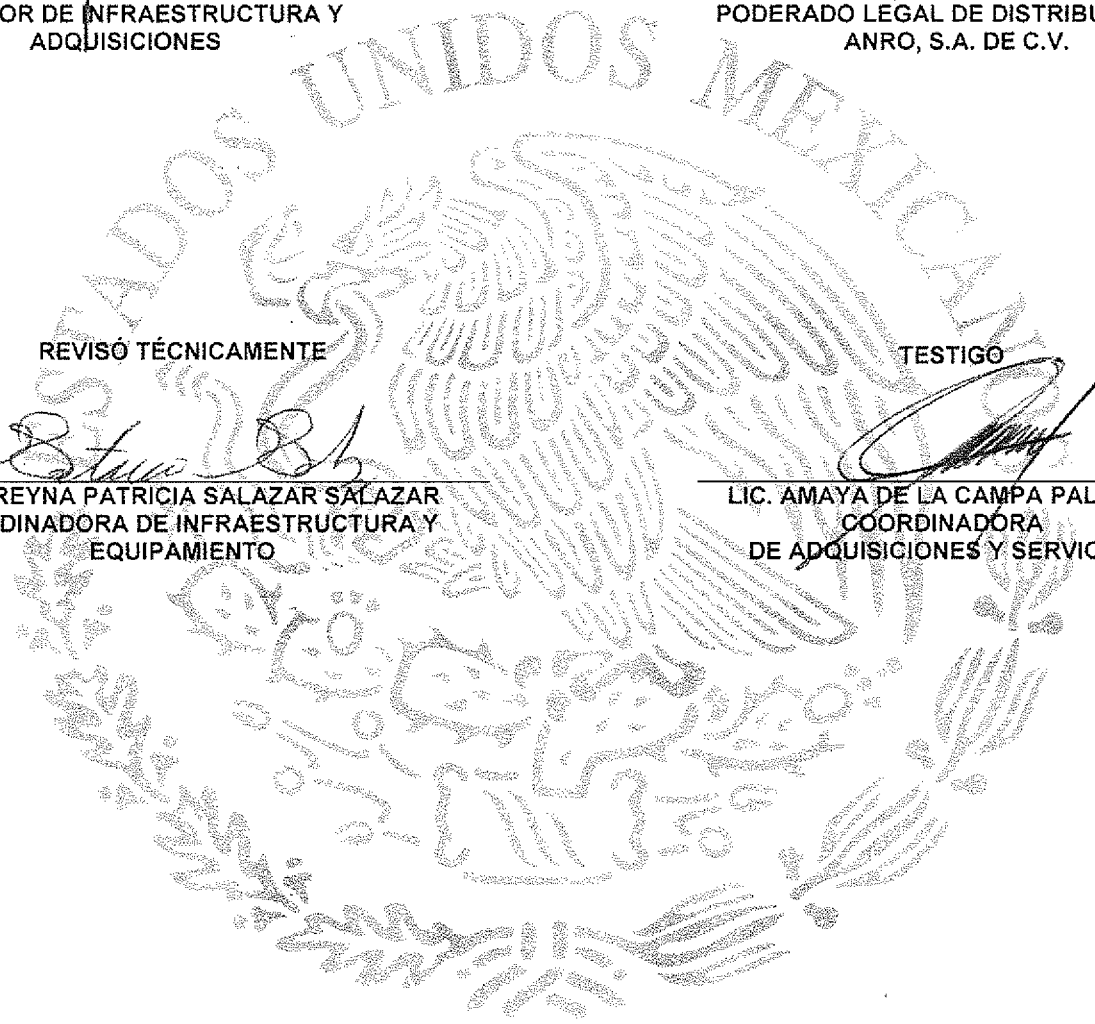 OR DE INFRAESTRUCTURA Y
ADQUISICIONES
PODERADO LEGAL DE DISTRIBU
ANRO, S.A. DE C.V.
ESTADOS UNIDOS MEXICANOS
REVISÓ TÉCNICAMENTE
TESTIGO
REYNA PATRICIA SALAZAR SALAZAR
DINADORA DE INFRAESTRUCTURA Y
EQUIPAMIENTO
LIC. AMAYA DE LA CAMPA PAL
COORDINADORA
DE ADQUISICIONES Y SERVIC